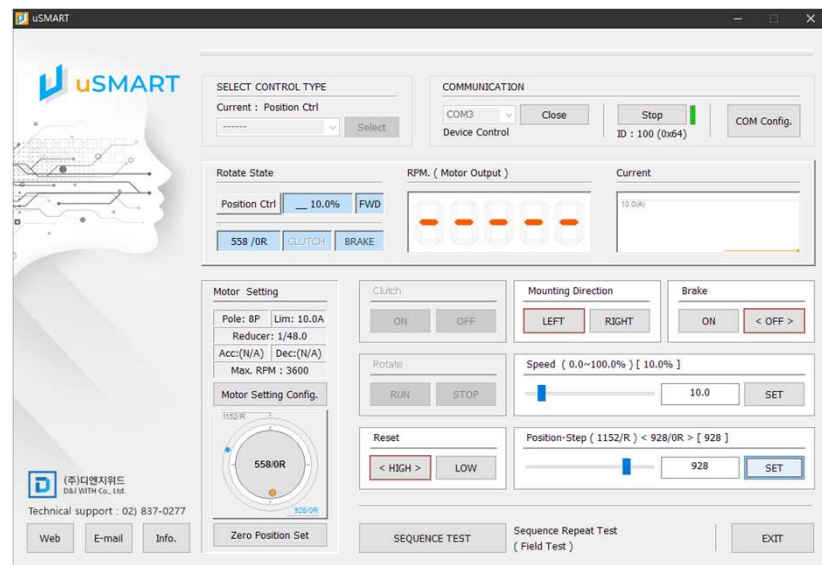 uSMART
uSMART
SELECT CONTROL TYPE
Current : Position Ctrl
------
Select
COMMUNICATION
COM3
Close
Stop
COM Config.
Device Control
ID : 100 (0x64)
Rotate State
Position Ctrl
__ 10.0%
FWD
558 /0R
CLUTCH
BRAKE
RPM. ( Motor Output )
-----
Current
10.0(A)
Motor Setting
Pole: 8P
Lim: 10.0A
Reducer: 1/48.0
Acc:(N/A)
Dec:(N/A)
Max. RPM : 3600
Motor Setting Config.
1152/R
558/0R
928/0R
Zero Position Set
Clutch
ON
OFF
Mounting Direction
LEFT
RIGHT
Brake
ON
< OFF >
Rotate
RUN
STOP
Speed ( 0.0~100.0% ) [ 10.0% ]
10.0
SET
Reset
< HIGH >
LOW
Position-Step ( 1152/R ) < 928/0R > [ 928 ]
928
SET
SEQUENCE TEST
Sequence Repeat Test
( Field Test )
EXIT
(주)디엔지위드
D&J WITH Co., Ltd.
Technical support : 02) 837-0277
Web
E-mail
Info.